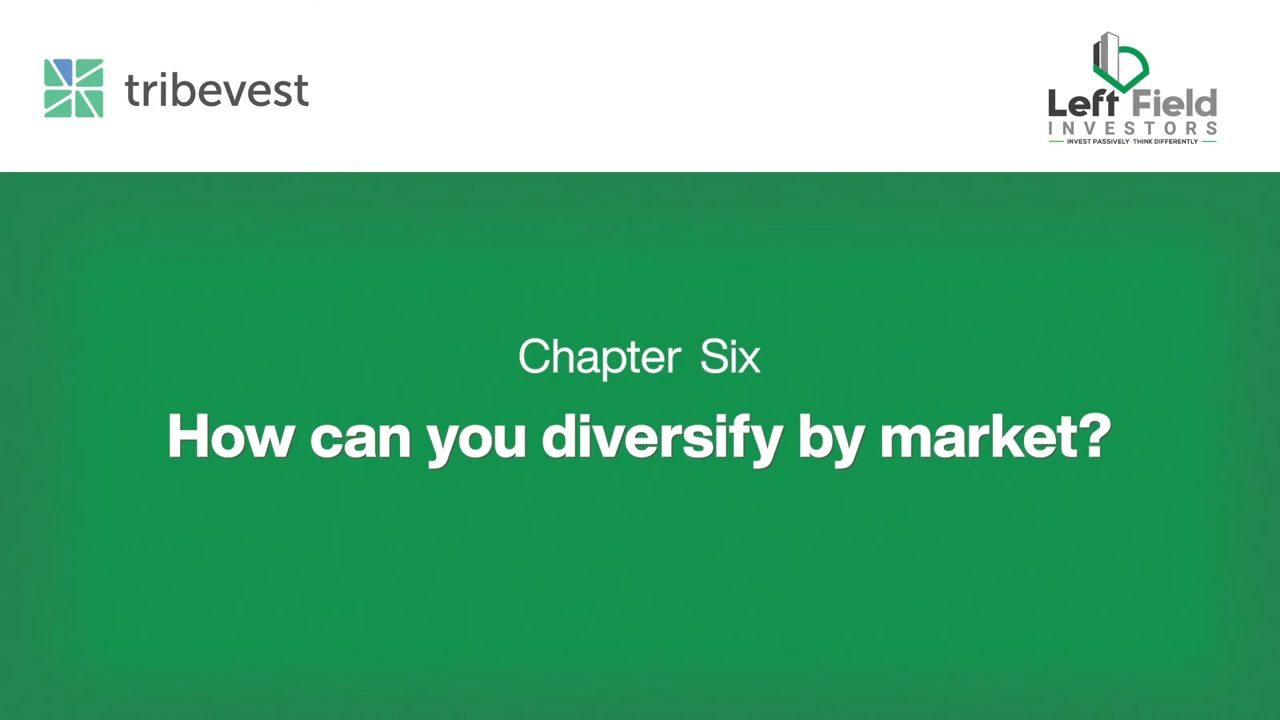 tribevest
Left Field
INVESTORS
INVEST PASSIVELY · THINK DIFFERENTLY
Chapter Six
How can you diversify by market?